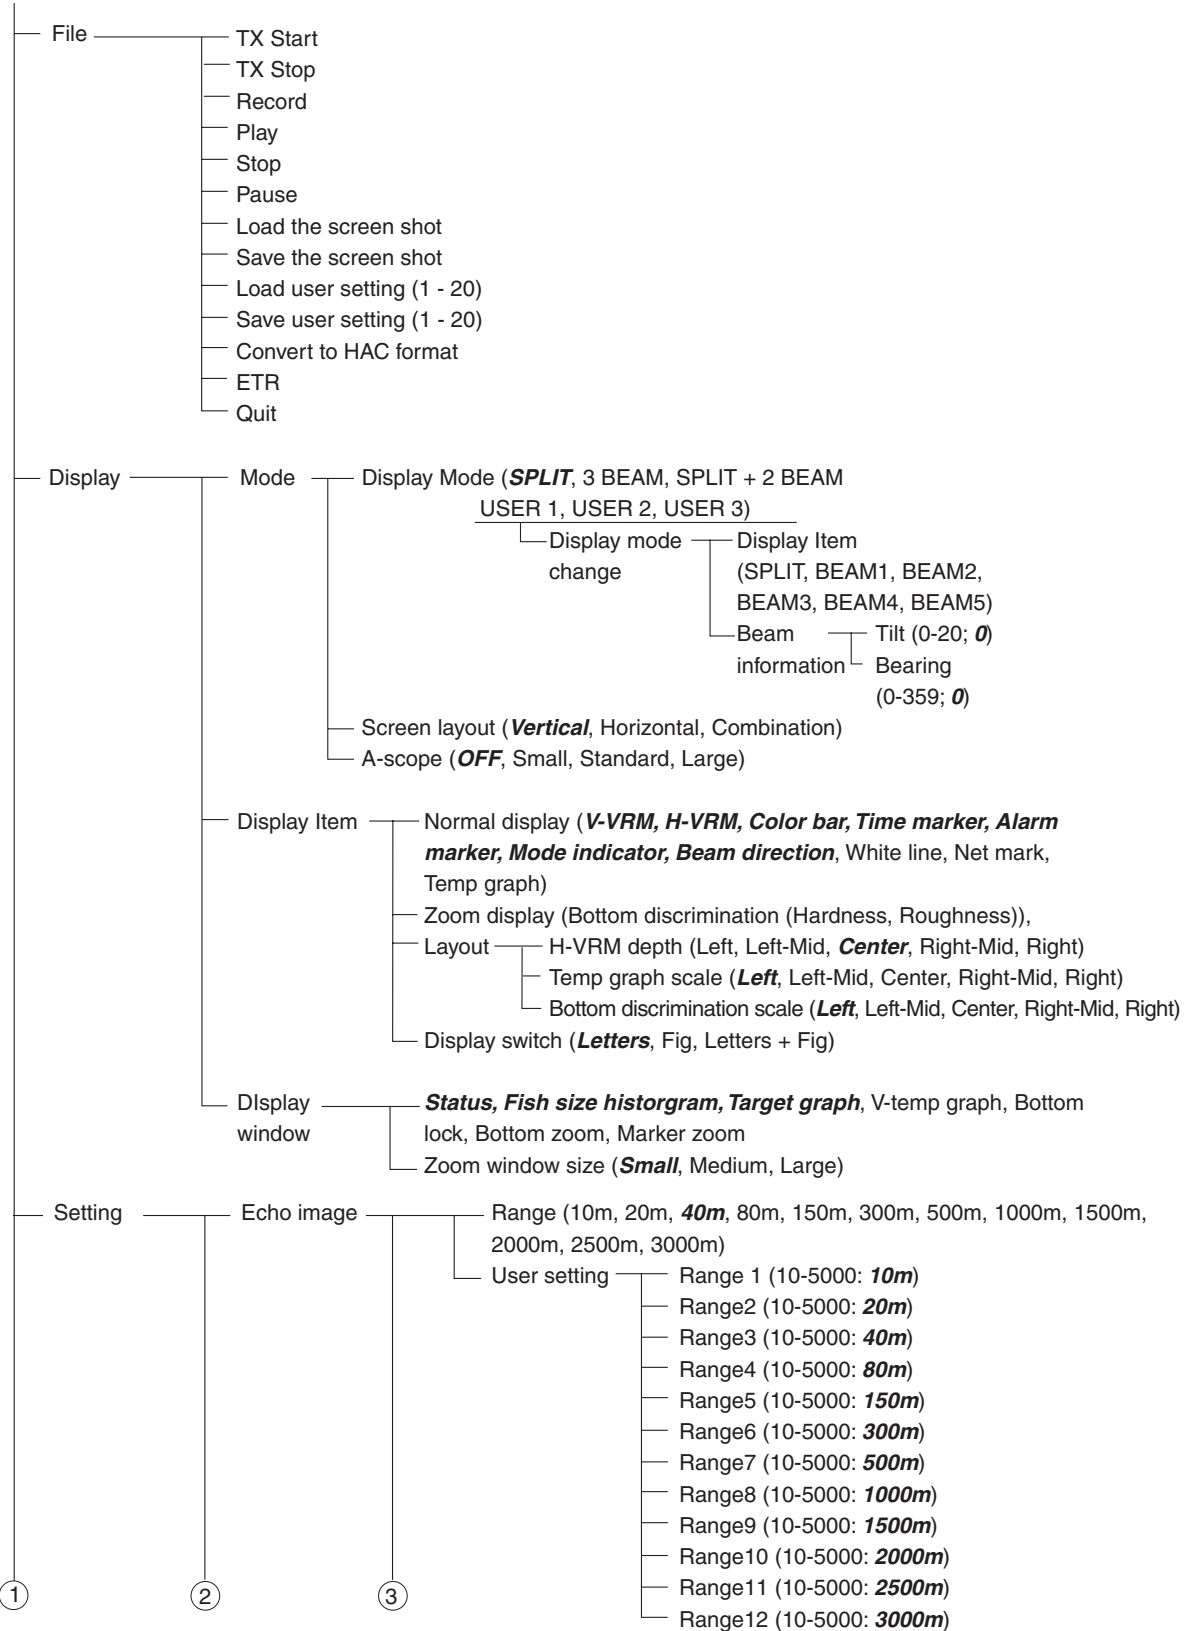 File
TX Start
TX Stop
Record
Play
Stop
Pause
Load the screen shot
Save the screen shot
Load user setting (1 - 20)
Save user setting (1 - 20)
Convert to HAC format
ETR
Quit
Display
Mode
Display Mode (SPLIT, 3 BEAM, SPLIT + 2 BEAM
USER 1, USER 2, USER 3)
Display mode
change
Display Item
(SPLIT, BEAM1, BEAM2,
BEAM3, BEAM4, BEAM5)
Beam
information
Tilt (0-20; 0)
Bearing
(0-359; 0)
Screen layout (Vertical, Horizontal, Combination)
A-scope (OFF, Small, Standard, Large)
Display Item
Normal display (V-VRM, H-VRM, Color bar, Time marker, Alarm
marker, Mode indicator, Beam direction, White line, Net mark,
Temp graph)
Zoom display (Bottom discrimination (Hardness, Roughness)),
Layout
H-VRM depth (Left, Left-Mid, Center, Right-Mid, Right)
Temp graph scale (Left, Left-Mid, Center, Right-Mid, Right)
Bottom discrimination scale (Left, Left-Mid, Center, Right-Mid, Right)
Display switch (Letters, Fig, Letters + Fig)
DIsplay
window
Status, Fish size historgram, Target graph, V-temp graph, Bottom
lock, Bottom zoom, Marker zoom
Zoom window size (Small, Medium, Large)
Setting
Echo image
Range (10m, 20m, 40m, 80m, 150m, 300m, 500m, 1000m, 1500m,
2000m, 2500m, 3000m)
User setting
Range 1 (10-5000: 10m)
Range2 (10-5000: 20m)
Range3 (10-5000: 40m)
Range4 (10-5000: 80m)
Range5 (10-5000: 150m)
Range6 (10-5000: 300m)
Range7 (10-5000: 500m)
Range8 (10-5000: 1000m)
Range9 (10-5000: 1500m)
Range10 (10-5000: 2000m)
Range11 (10-5000: 2500m)
Range12 (10-5000: 3000m)
1
2
3